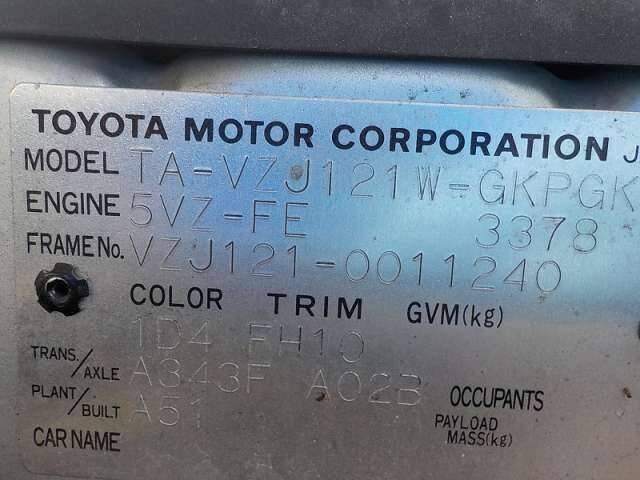 TOYOTA MOTOR CORPORATION J
MODEL TA-VZJ121W-GKPGK
ENGINE 5VZ-FE 3378
FRAME No. VZJ121-0011240
COLOR TRIM GVM(kg)
1D4 FH10
TRANS./AXLE A343F A02B OCCUPANTS
PLANT/BUILT A51 PAYLOAD MASS(kg)
CAR NAME